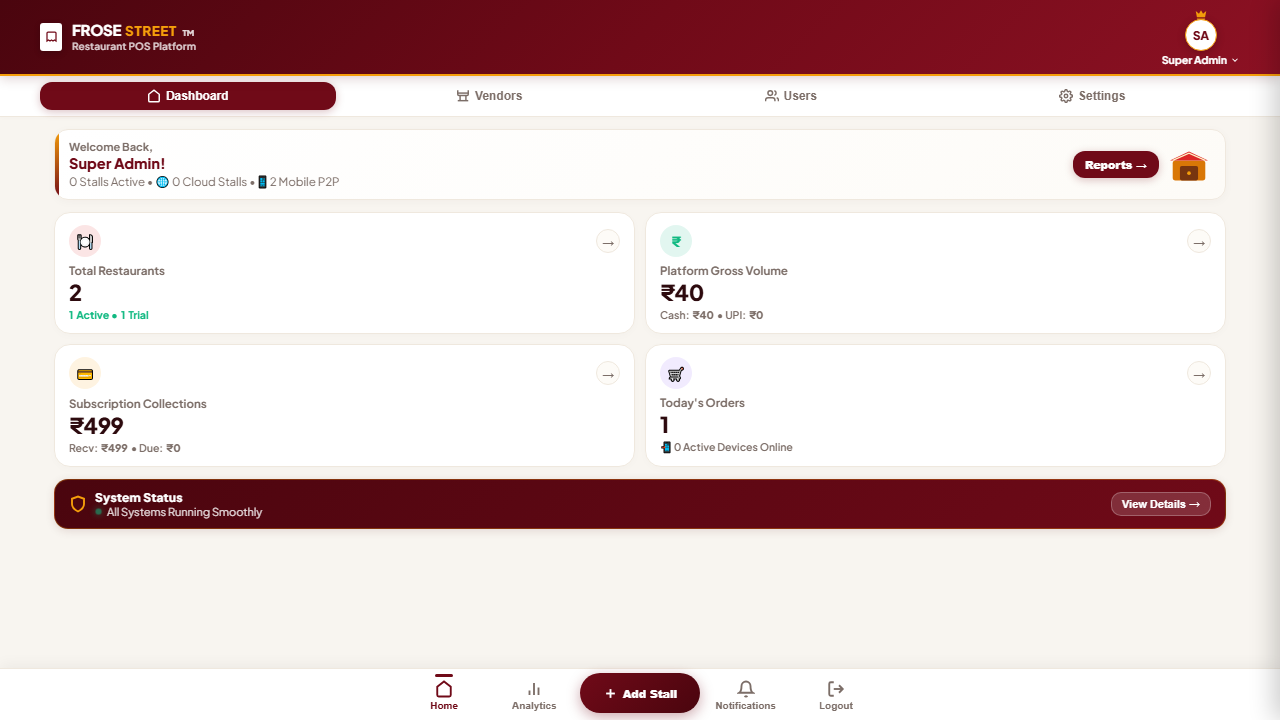 FROSE STREET TM
Restaurant POS Platform
SA
Super Admin
Dashboard
Vendors
Users
Settings
Welcome Back,
Super Admin!
0 Stalls Active • 0 Cloud Stalls • 2 Mobile P2P
Reports →
Total Restaurants
2
1 Active • 1 Trial
→
₹
Platform Gross Volume
₹40
Cash: ₹40 • UPI: ₹0
→
Subscription Collections
₹499
Recv: ₹499 • Due: ₹0
→
Today's Orders
1
0 Active Devices Online
→
System Status
All Systems Running Smoothly
View Details →
Home
Analytics
+ Add Stall
Notifications
Logout